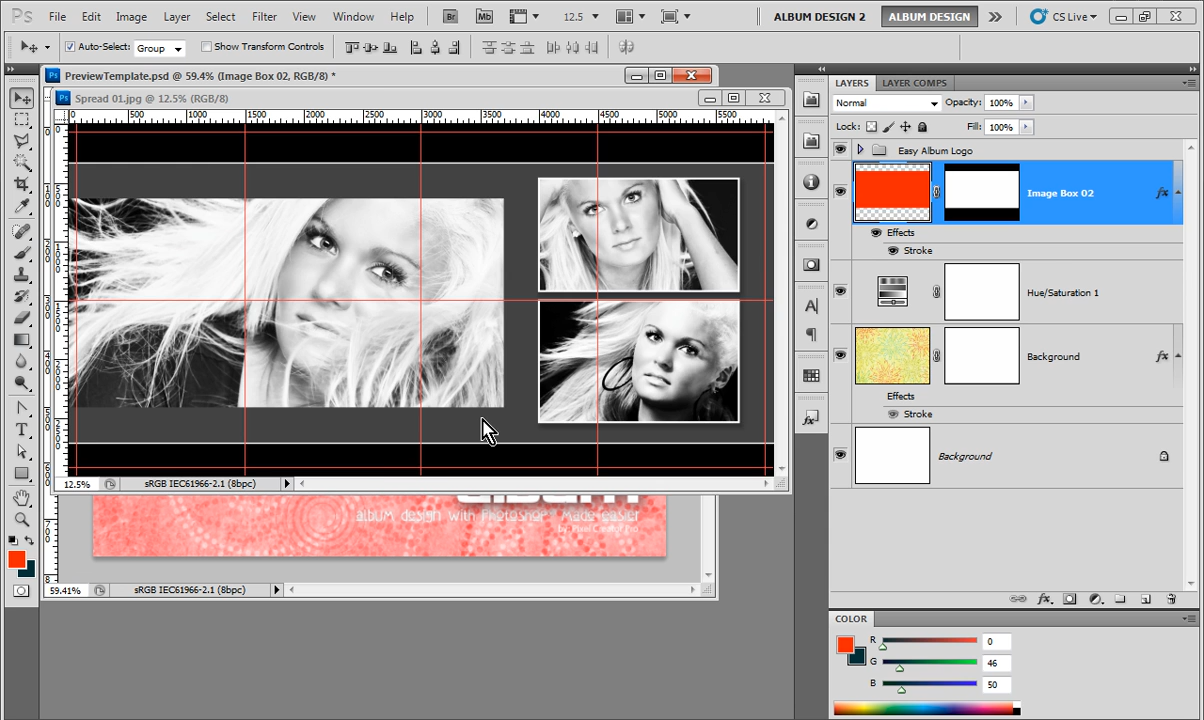 Ps File Edit Image Layer Select Filter View Window Help Br Mb 12.5 ALBUM DESIGN 2 ALBUM DESIGN CS Live
Auto-Select: Group Show Transform Controls
PreviewTemplate.psd @ 59.4% (Image Box 02, RGB/8) *
Spread 01.jpg @ 12.5% (RGB/8)
0 500 1000 1500 2000 2500 3000 3500 4000 4500 5000 5500
12.5% sRGB IEC61966-2.1 (8bpc)
album design with Photoshop Made easier
59.41% sRGB IEC61966-2.1 (8bpc)
LAYERS LAYER COMPS
Normal Opacity: 100%
Lock: Fill: 100%
Easy Album Logo
Image Box 02 fx
Effects
Stroke
Hue/Saturation 1
Background fx
Effects
Stroke
Background
COLOR
R 0
G 46
B 50